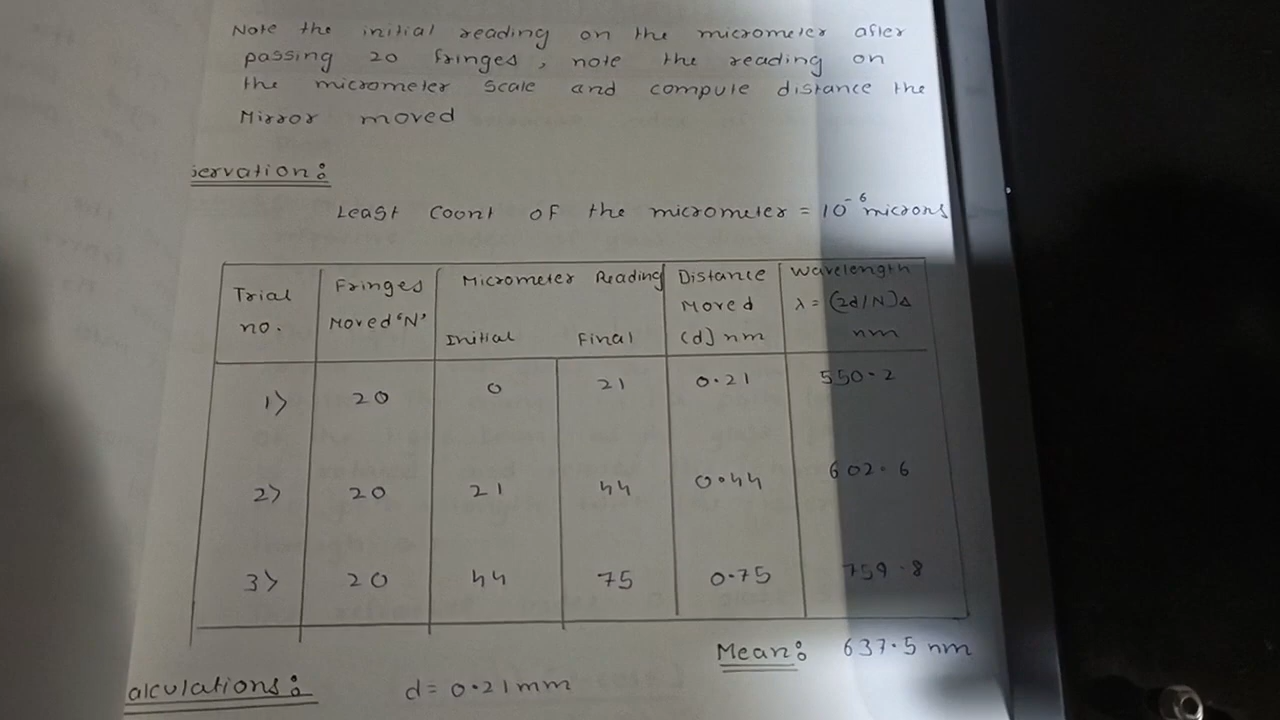 Note the initial reading on the micrometer after
passing 20 fringes, note the reading on
the micrometer scale and compute distance the
Mirror moved
servation:
Least Count of the micrometer = 10⁻⁶ microns
Trial no. Fringes Moved 'N' Micrometer Reading Initial Final Distance Moved (d) nm Wavelength λ = (2d/N)Δ nm
1> 20 0 21 0.21 550.2
2> 20 21 44 0.44 602.6
3> 20 44 75 0.75 759.8
Mean: 637.5 nm
alculations: d = 0.21mm